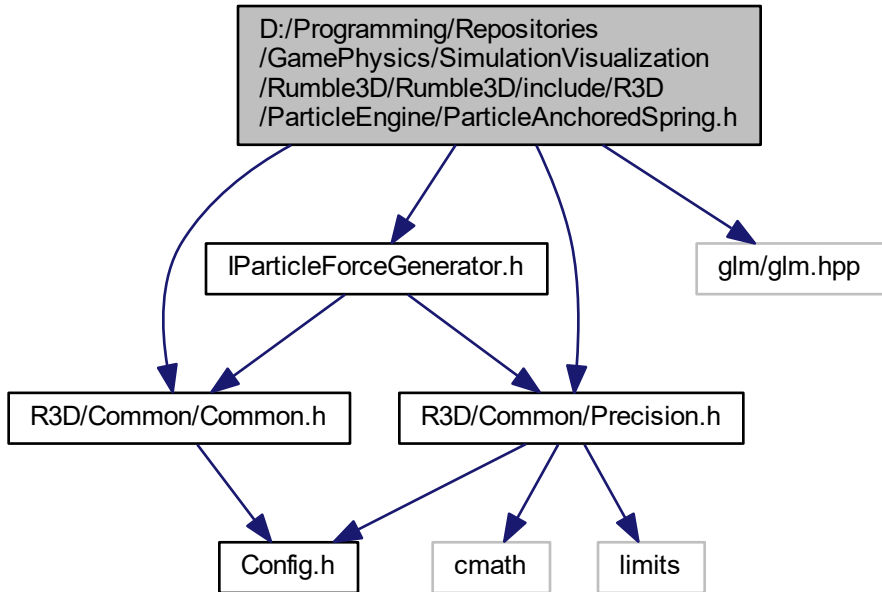 D:/Programming/Repositories
/GamePhysics/SimulationVisualization
/Rumble3D/Rumble3D/include/R3D
/ParticleEngine/ParticleAnchoredSpring.h
IParticleForceGenerator.h
glm/glm.hpp
R3D/Common/Common.h
R3D/Common/Precision.h
Config.h
cmath
limits